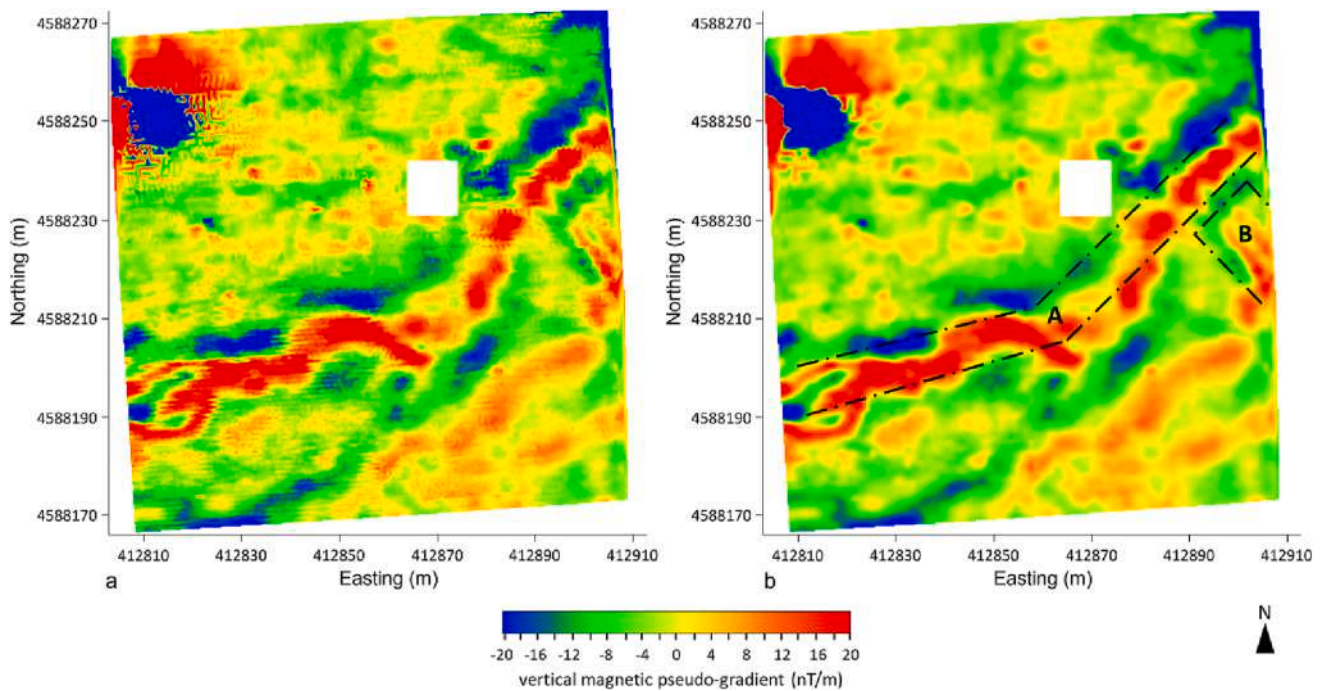 4588270
4588250
4588230
4588210
4588190
4588170
Northing (m)
412810 412830 412850 412870 412890 412910
Easting (m)
a
4588270
4588250
4588230
4588210
4588190
4588170
Northing (m)
A
B
412810 412830 412850 412870 412890 412910
Easting (m)
b
-20 -16 -12 -8 -4 0 4 8 12 16 20
vertical magnetic pseudo-gradient (nT/m)
N